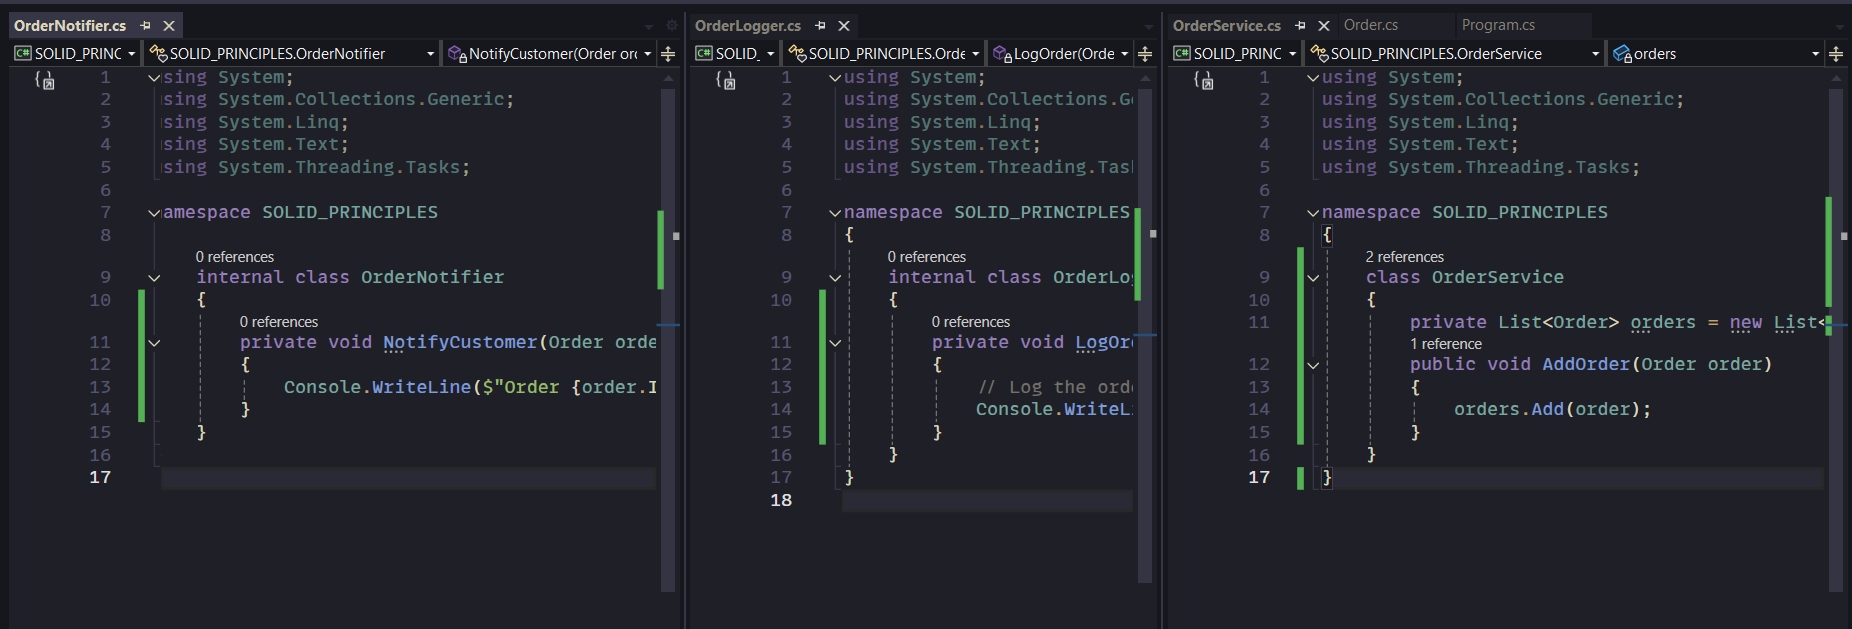 OrderNotifier.cs
SOLID_PRINC
SOLID_PRINCIPLES.OrderNotifier
NotifyCustomer(Order orc
1 using System;
2 using System.Collections.Generic;
3 using System.Linq;
4 using System.Text;
5 using System.Threading.Tasks;
6
7 amespace SOLID_PRINCIPLES
8
0 references
9 internal class OrderNotifier
10 {
0 references
11 private void NotifyCustomer(Order orde
12 {
13 Console.WriteLine($"Order {order.I
14 }
15 }
16
17
OrderLogger.cs
SOLID_
SOLID_PRINCIPLES.Orde
LogOrder(Orde
1 using System;
2 using System.Collections.Ge
3 using System.Linq;
4 using System.Text;
5 using System.Threading.Task
6
7 namespace SOLID_PRINCIPLES
8 {
0 references
9 internal class OrderLo
10 {
0 references
11 private void LogOr
12 {
13 // Log the orde
14 Console.WriteL
15 }
16 }
17 }
18
OrderService.cs
Order.cs
Program.cs
SOLID_PRINC
SOLID_PRINCIPLES.OrderService
orders
1 using System;
2 using System.Collections.Generic;
3 using System.Linq;
4 using System.Text;
5 using System.Threading.Tasks;
6
7 namespace SOLID_PRINCIPLES
8 {
2 references
9 class OrderService
10 {
11 private List<Order> orders = new List<
1 reference
12 public void AddOrder(Order order)
13 {
14 orders.Add(order);
15 }
16 }
17 }